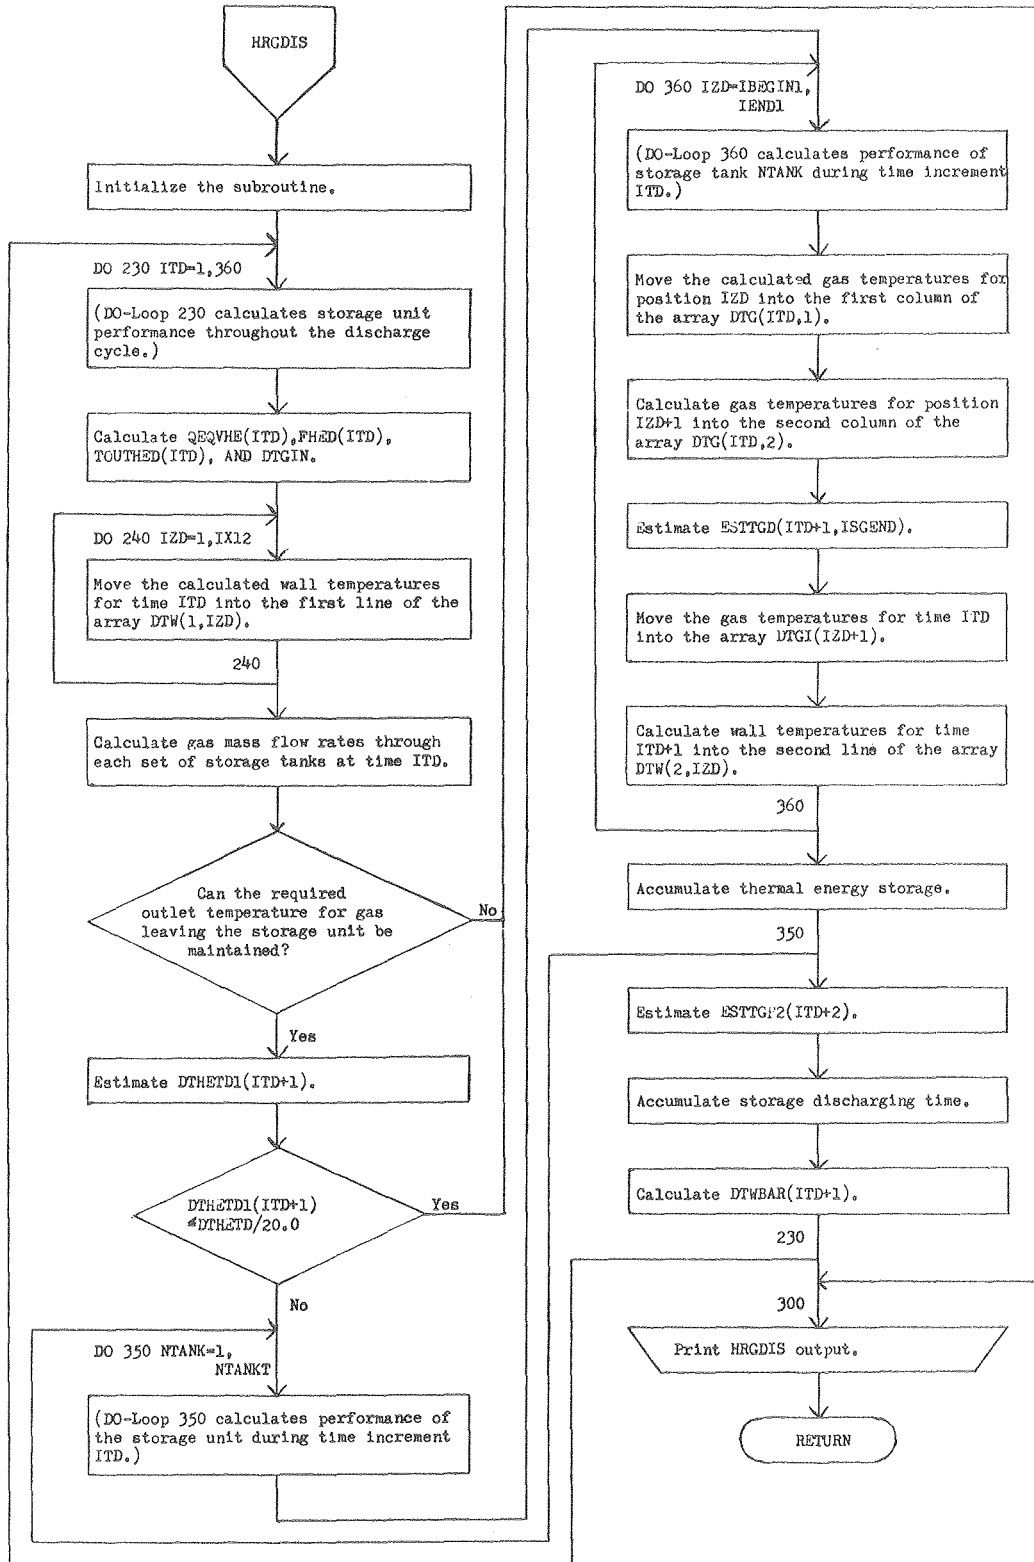 HRGDIS
Initialize the subroutine.
DO 230 ITD=1,360
(DO-Loop 230 calculates storage unit
performance throughout the discharge
cycle.)
Calculate QEQVHE(ITD),FHED(ITD),
TOUTHED(ITD), AND DTGIN.
DO 240 IZD=1,IX12
Move the calculated wall temperatures
for time ITD into the first line of the
array DTW(1,IZD).
240
Calculate gas mass flow rates through
each set of storage tanks at time ITD.
Can the required
outlet temperature for gas
leaving the storage unit be
maintained?
No
Yes
Estimate DTHETD1(ITD+1).
DTHETD1(ITD+1)
DTHETD/20.0
Yes
No
DO 350 NTANK=1,
NTANKT
(DO-Loop 350 calculates performance of
the storage unit during time increment
ITD.)
DO 360 IZD=IBEGIN1,
IEND1
(DO-Loop 360 calculates performance of
storage tank NTANK during time increment
ITD.)
Move the calculated gas temperatures for
position IZD into the first column of
the array DTG(ITD,1).
Calculate gas temperatures for position
IZD+1 into the second column of the
array DTG(ITD,2).
Estimate ESTTGD(ITD+1,ISGEND).
Move the gas temperatures for time ITD
into the array DTGI(IZD+1).
Calculate wall temperatures for time
ITD+1 into the second line of the array
DTW(2,IZD).
360
Accumulate thermal energy storage.
350
Estimate ESTTGF2(ITD+2).
Accumulate storage discharging time.
Calculate DTWBAR(ITD+1).
230
300
Print HRGDIS output.
RETURN